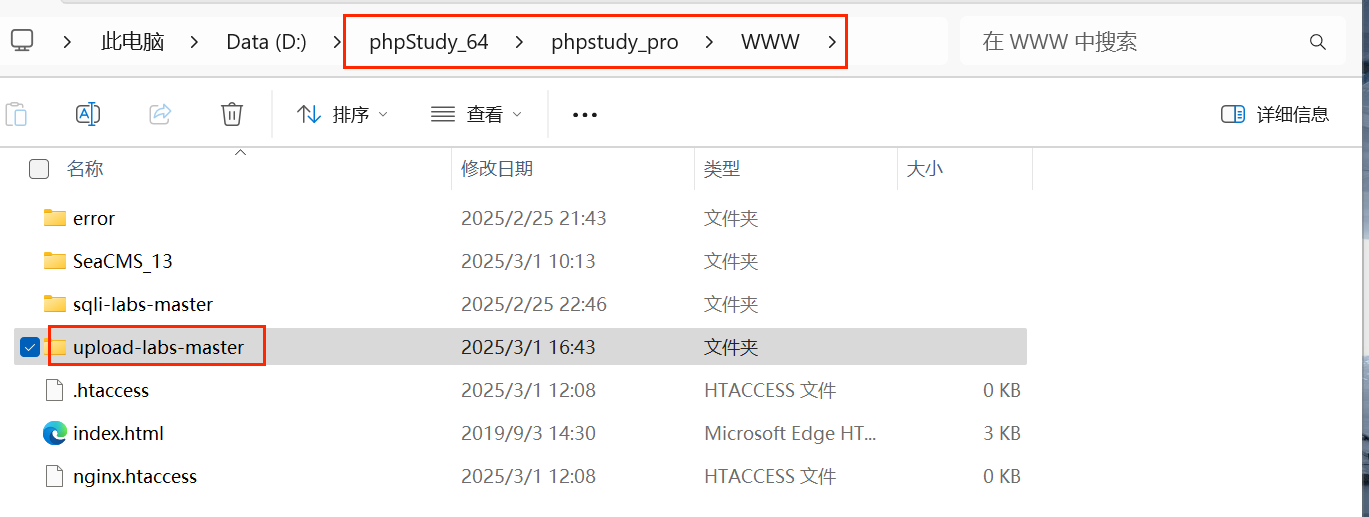 此电脑 Data (D:) phpStudy_64 phpstudy_pro WWW 在 WWW 中搜索
排序 查看 ... 详细信息
名称 修改日期 类型 大小
error 2025/2/25 21:43 文件夹
SeaCMS_13 2025/3/1 10:13 文件夹
sqli-labs-master 2025/2/25 22:46 文件夹
upload-labs-master 2025/3/1 16:43 文件夹
.htaccess 2025/3/1 12:08 HTACCESS 文件 0 KB
index.html 2019/9/3 14:30 Microsoft Edge HT... 3 KB
nginx.htaccess 2025/3/1 12:08 HTACCESS 文件 0 KB